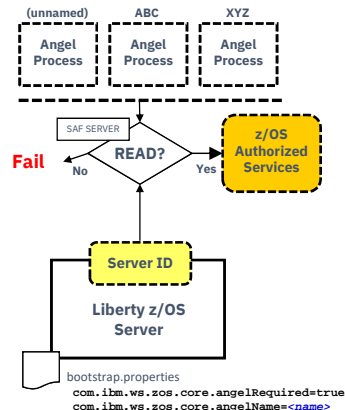 (unnamed) ABC XYZ
Angel Process
Angel Process
Angel Process
SAF SERVER
READ?
Fail
No
Yes
z/OS
Authorized
Services
Server ID
Liberty z/OS
Server
bootstrap.properties
com.ibm.ws.zos.core.angelRequired=true
com.ibm.ws.zos.core.angelName=<name>